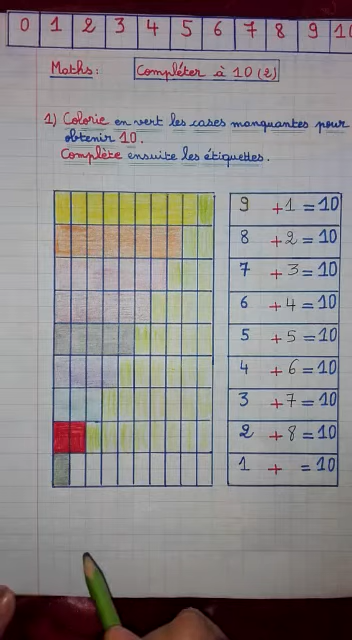 0 1 2 3 4 5 6 7 8 9 10
Maths: Compléter à 10 (2)
1) Colorie en vert les cases manquantes pour
obtenir 10.
Complète ensuite les étiquettes.
9 +1 = 10
8 +2 = 10
7 +3 = 10
6 +4 = 10
5 +5 = 10
4 +6 = 10
3 +7 = 10
2 +8 = 10
1 + = 10